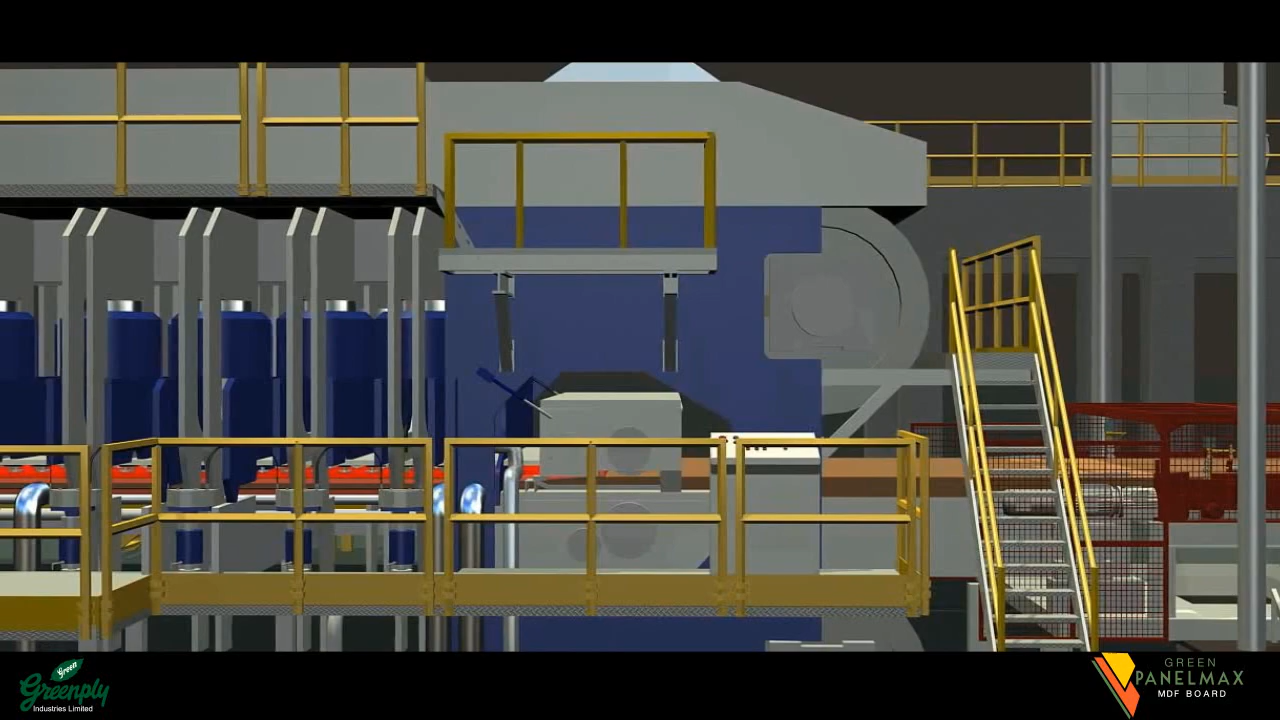 Green
Greenply
Industries Limited
GREEN
PANELMAX
MDF BOARD